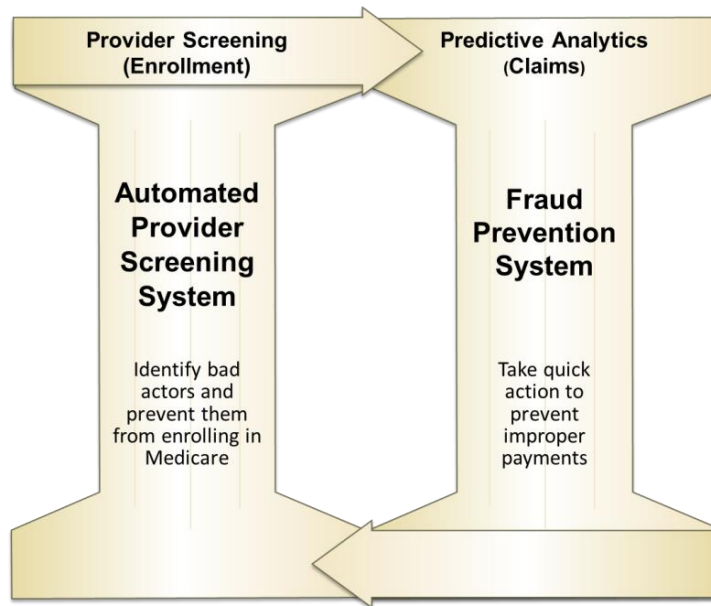 Provider Screening
(Enrollment)
Predictive Analytics
(Claims)
Automated
Provider
Screening
System
Identify bad
actors and
prevent them
from enrolling in
Medicare
Fraud
Prevention
System
Take quick
action to
prevent
improper
payments